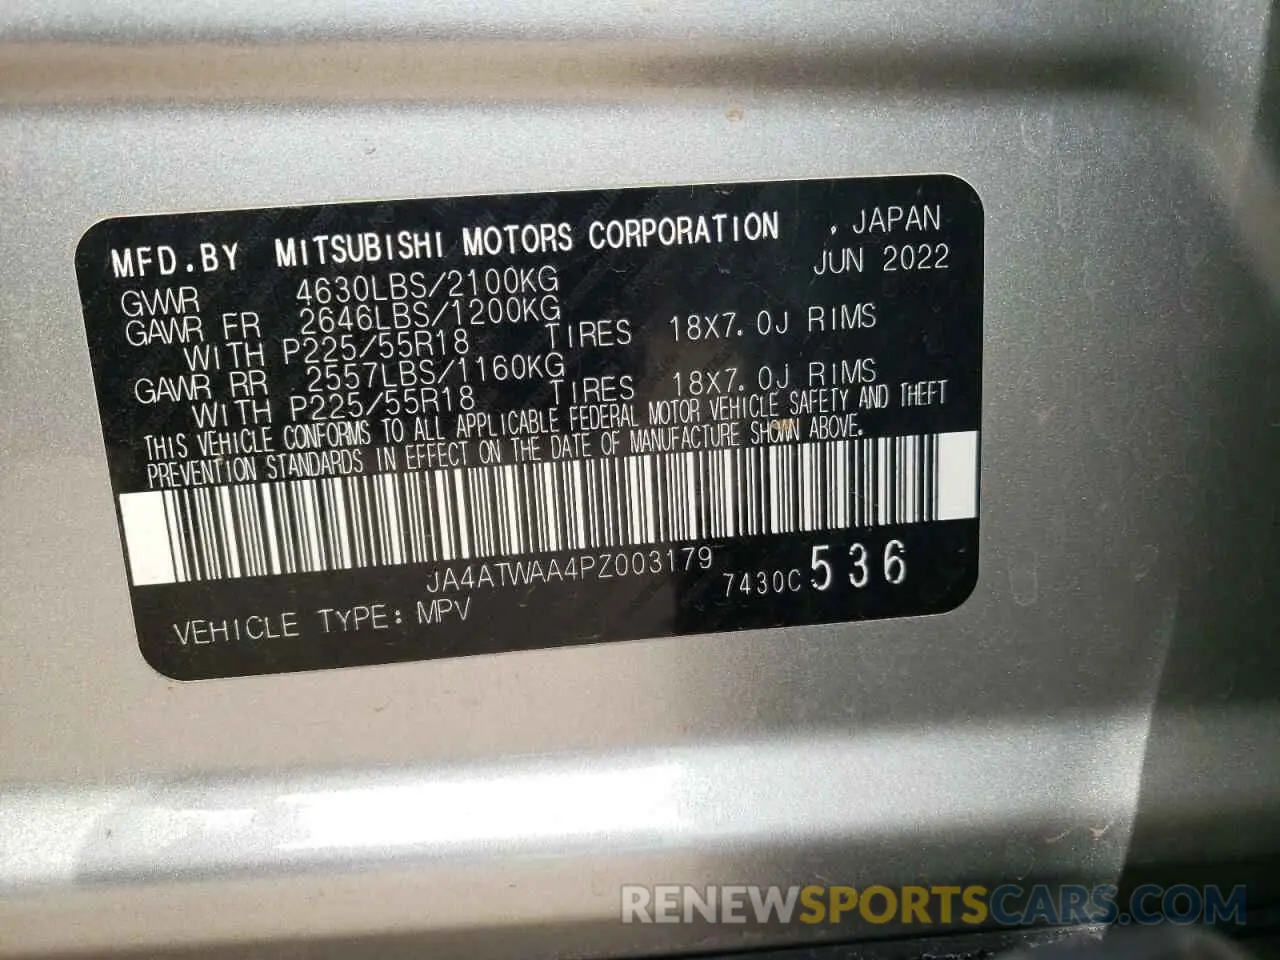 MFD.BY MITSUBISHI MOTORS CORPORATION , JAPAN
JUN 2022
GVWR 4630LBS/2100KG
GAWR FR 2646LBS/1200KG
WITH P225/55R18 TIRES 18X7.0J RIMS
GAWR RR 2557LBS/1160KG
WITH P225/55R18 TIRES 18X7.0J RIMS
THIS VEHICLE CONFORMS TO ALL APPLICABLE FEDERAL MOTOR VEHICLE SAFETY AND THEFT
PREVENTION STANDARDS IN EFFECT ON THE DATE OF MANUFACTURE SHOWN ABOVE.
JA4ATWAA4PZ003179 7430C 536
VEHICLE TYPE: MPV
RENEWSPORTSCARS.COM